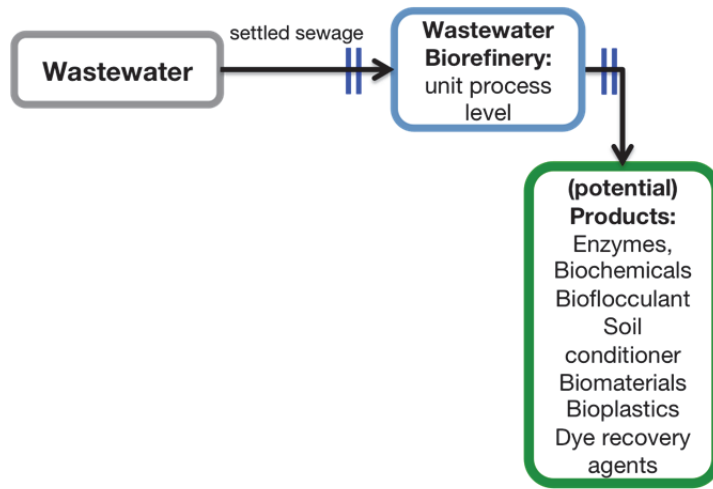 settled sewage
Wastewater
Wastewater
Biorefinery:
unit process
level
(potential)
Products:
Enzymes,
Biochemicals
Bioflocculant
Soil
conditioner
Biomaterials
Bioplastics
Dye recovery
agents